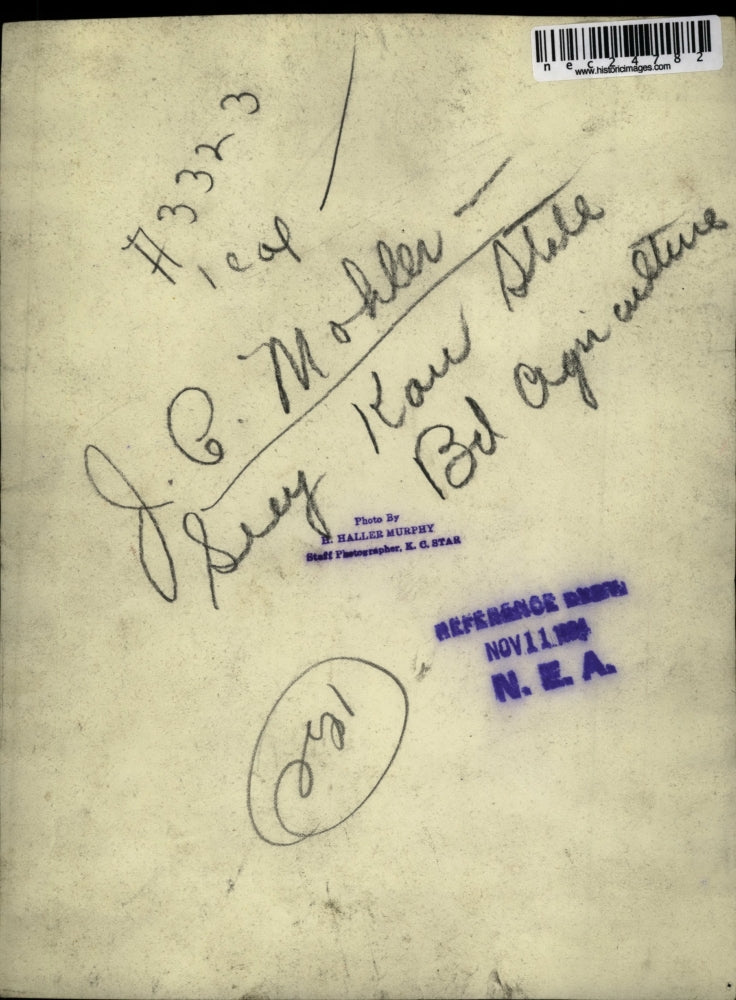 nec24782
www.historicimages.com
#3323
1 col
J. C. Mohler -
Secy Kan State
Bd Agriculture
Photo By
H. HALLER MURPHY
Staff Photographer, K. C. STAR
REFERENCE DEPT.
NOV 11
N. E. A.